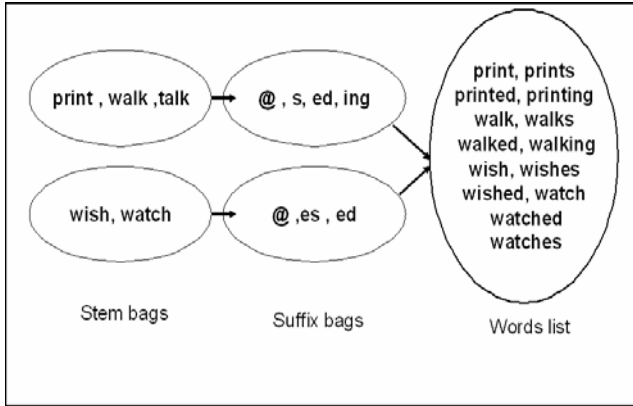 print , walk ,talk
@ , s, ed, ing
wish, watch
@ ,es , ed
print, prints
printed, printing
walk, walks
walked, walking
wish, wishes
wished, watch
watched
watches
Stem bags
Suffix bags
Words list